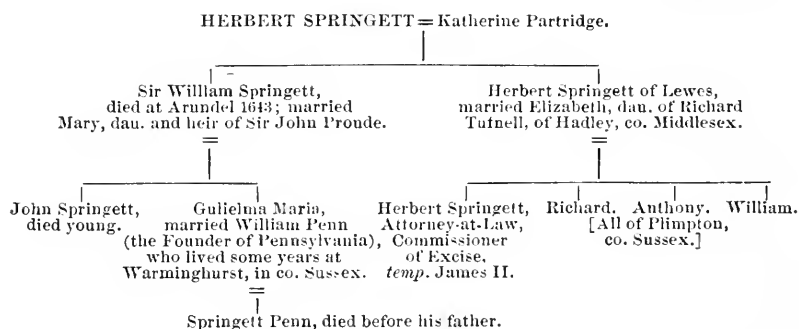 HERBERT SPRINGETT = Katherine Partridge.
Sir William Springett,
died at Arundel 1643; married
Mary, dau. and heir of Sir John Proude.
=
Herbert Springett of Lewes,
married Elizabeth, dau. of Richard
Tufnell, of Hadley, co. Middlesex.
=
John Springett,
died young.
Gulielma Maria,
married William Penn
(the Founder of Pennsylvania),
who lived some years at
Warminghurst, in co. Sussex.
=
Herbert Springett,
Attorney-at-Law,
Commissioner
of Excise,
temp. James II.
Richard. Anthony. William.
[All of Plimpton,
co. Sussex.]
Springett Penn, died before his father.